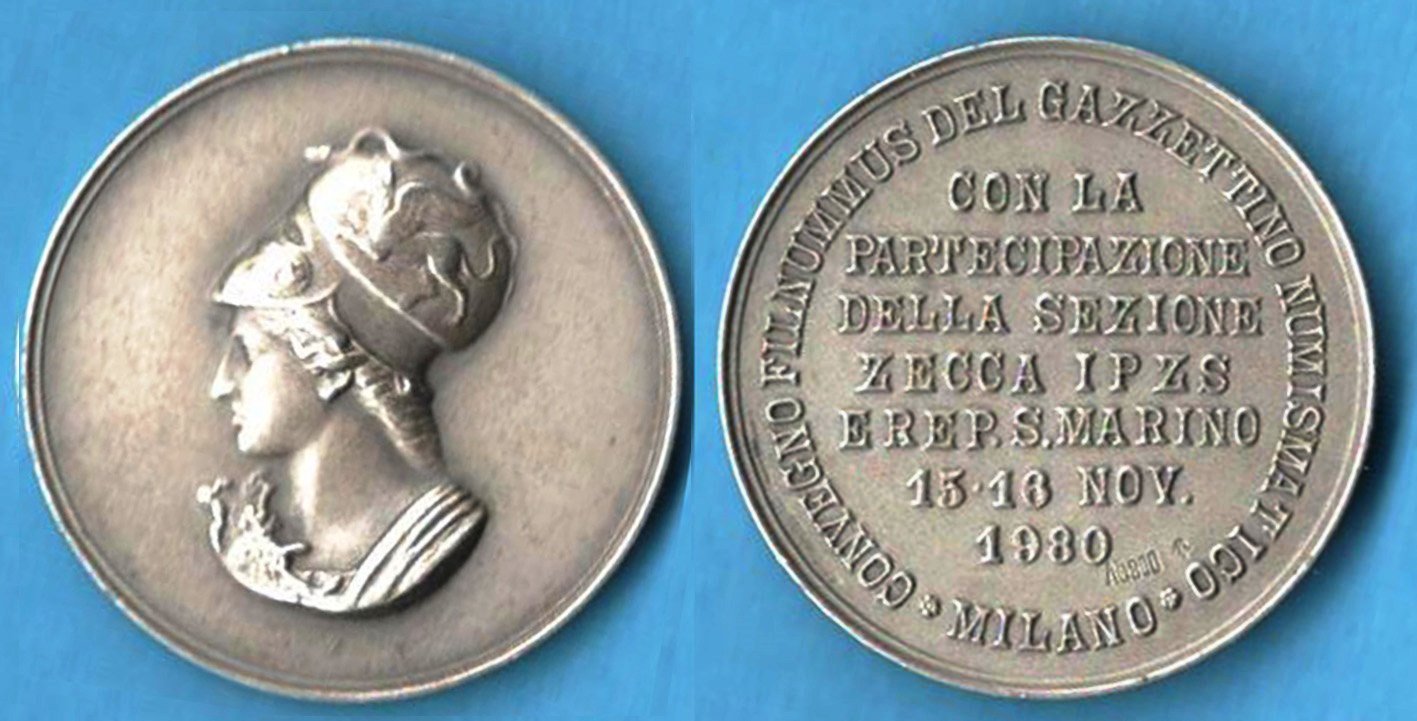 CONVEGNO FILNUMMUS DEL GAZZETTINO NUMISMATICO
CON LA
PARTECIPAZIONE
DELLA SEZIONE
ZECCA IPZS
E REP. S. MARINO
15·16 NOV.
1980
* MILANO *